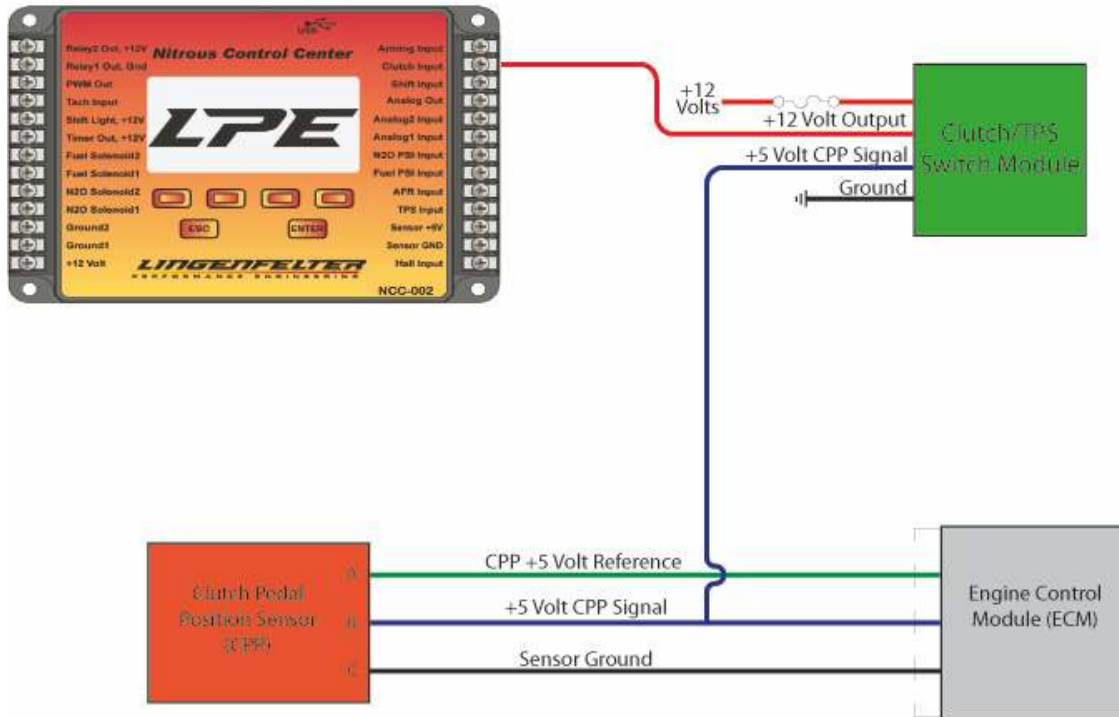 USB
Nitrous Control Center
Relay2 Out, +12V
Relay1 Out, Gnd
PWM Out
Tach Input
Shift Light, +12V
Timer Out, +12V
Fuel Solenoid2
Fuel Solenoid1
N2O Solenoid2
N2O Solenoid1
Ground2
Ground1
+12 Volt
LPE
ESC
ENTER
LINGENFELTER
PERFORMANCE ENGINEERING
NCC-002
Arming Input
Clutch Input
Shift Input
Analog Out
Analog2 Input
Analog1 Input
N2O PSI Input
Fuel PSI Input
AFR Input
TPS Input
Sensor +5V
Sensor GND
Hall Input
+12
Volts
+12 Volt Output
+5 Volt CPP Signal
Ground
Clutch/TPS
Switch Module
Clutch Pedal
Position Sensor
(CPP)
A
B
C
CPP +5 Volt Reference
+5 Volt CPP Signal
Sensor Ground
Engine Control
Module (ECM)